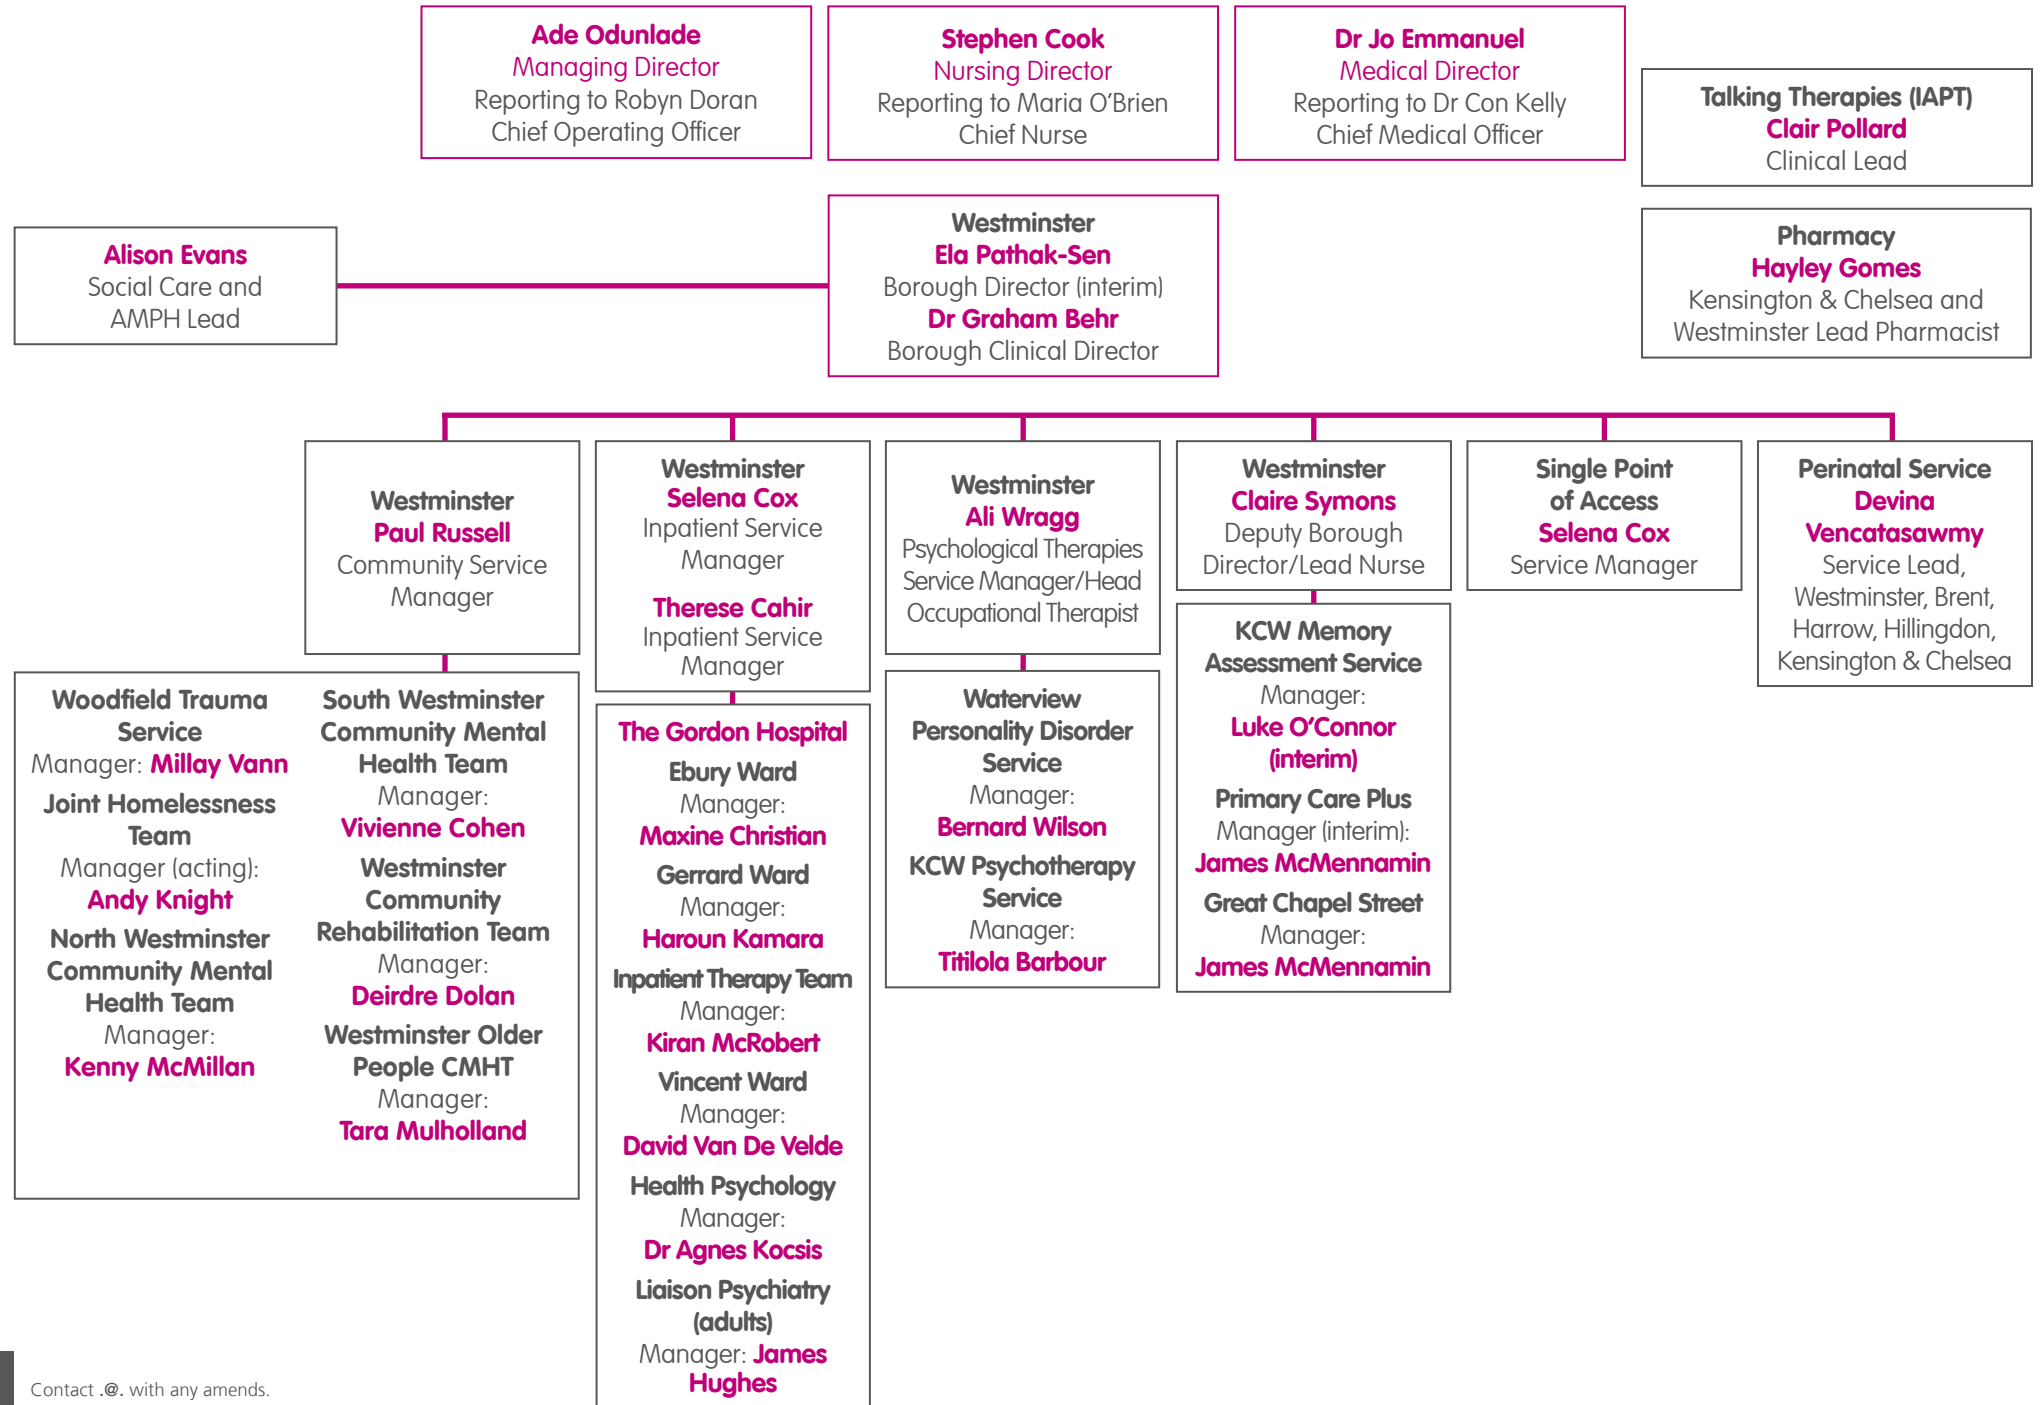 Ade Odunlade
Managing Director
Reporting to Robyn Doran
Chief Operating Officer
Stephen Cook
Nursing Director
Reporting to Maria O’Brien
Chief Nurse
Dr Jo Emmanuel
Medical Director
Reporting to Dr Con Kelly
Chief Medical Officer
Talking Therapies (IAPT)
Clair Pollard
Clinical Lead
Alison Evans
Social Care and
AMPH Lead
Westminster
Ela Pathak-Sen
Borough Director (interim)
Dr Graham Behr
Borough Clinical Director
Pharmacy
Hayley Gomes
Kensington & Chelsea and
Westminster Lead Pharmacist
Westminster
Paul Russell
Community Service
Manager
Woodfield Trauma
Service
Manager: Millay Vann
Joint Homelessness
Team
Manager (acting):
Andy Knight
North Westminster
Community Mental
Health Team
Manager:
Kenny McMillan
South Westminster
Community Mental
Health Team
Manager:
Vivienne Cohen
Westminster
Community
Rehabilitation Team
Manager:
Deirdre Dolan
Westminster Older
People CMHT
Manager:
Tara Mulholland
Westminster
Selena Cox
Inpatient Service
Manager
Therese Cahir
Inpatient Service
Manager
The Gordon Hospital
Ebury Ward
Manager:
Maxine Christian
Gerrard Ward
Manager:
Haroun Kamara
Inpatient Therapy Team
Manager:
Kiran McRobert
Vincent Ward
Manager:
David Van De Velde
Health Psychology
Manager:
Dr Agnes Kocsis
Liaison Psychiatry
(adults)
Manager: James
Hughes
Westminster
Ali Wragg
Psychological Therapies
Service Manager/Head
Occupational Therapist
Waterview
Personality Disorder
Service
Manager:
Bernard Wilson
KCW Psychotherapy
Service
Manager:
Titilola Barbour
Westminster
Claire Symons
Deputy Borough
Director/Lead Nurse
KCW Memory
Assessment Service
Manager:
Luke O’Connor
(interim)
Primary Care Plus
Manager (interim):
James McMennamin
Great Chapel Street
Manager:
James McMennamin
Single Point
of Access
Selena Cox
Service Manager
Perinatal Service
Devina
Vencatasawmy
Service Lead,
Westminster, Brent,
Harrow, Hillingdon,
Kensington & Chelsea
Contact .@. with any amends.